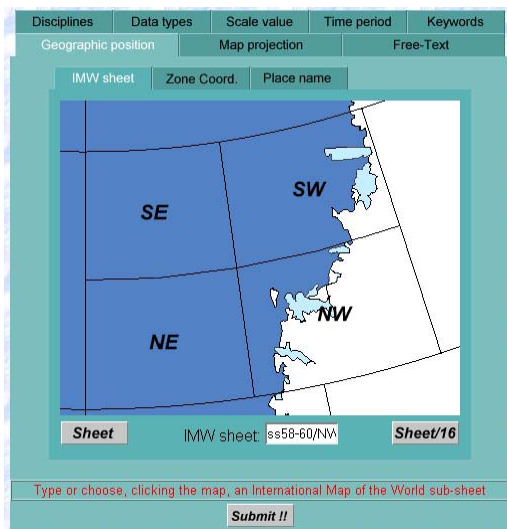 Disciplines Data types Scale value Time period Keywords
Geographic position Map projection Free-Text
IMW sheet Zone Coord. Place name
SE SW
NE NW
Sheet IMW sheet: ss58-60/NW Sheet/16
Type or choose, clicking the map, an International Map of the World sub-sheet
Submit !!